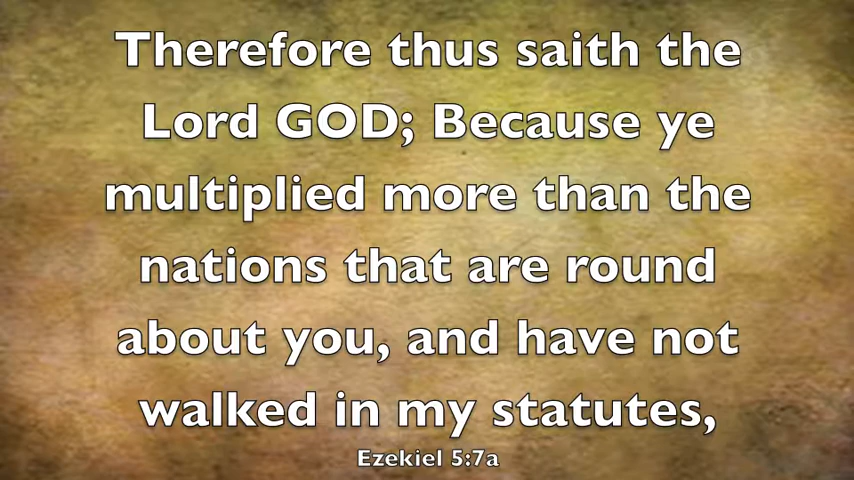 Therefore thus saith the
Lord GOD; Because ye
multiplied more than the
nations that are round
about you, and have not
walked in my statutes,
Ezekiel 5:7a